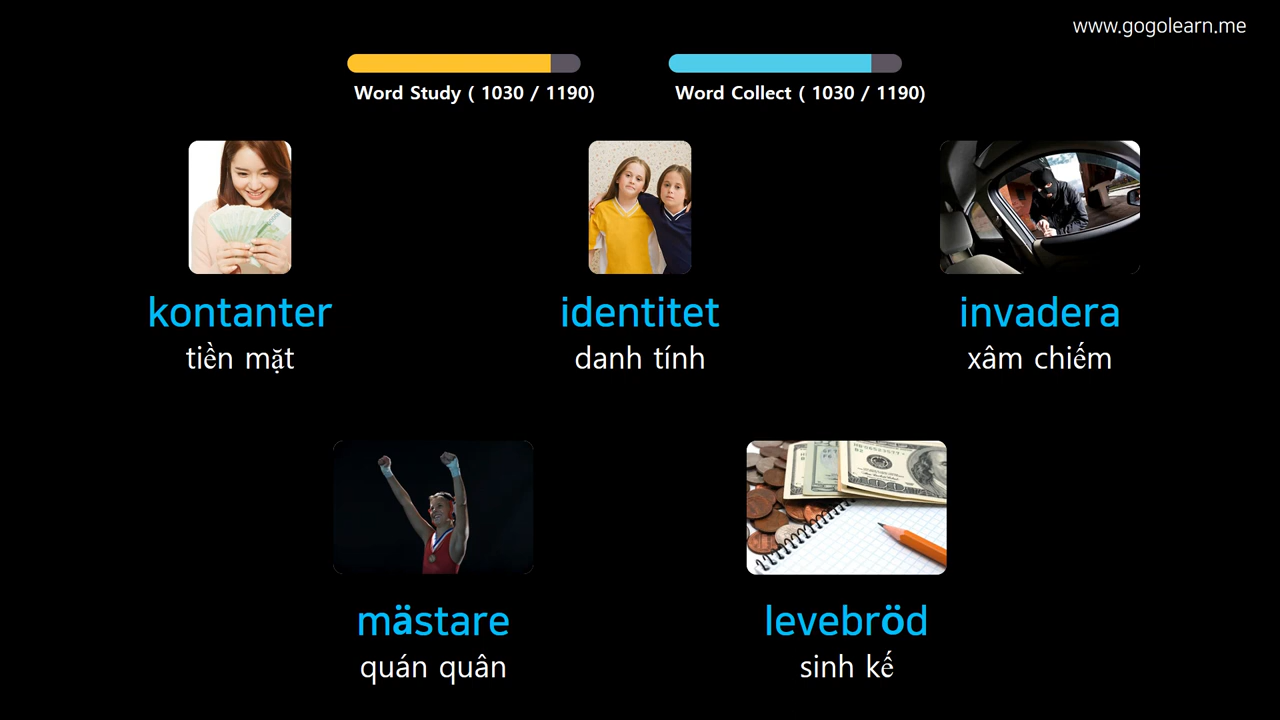 www.gogolearn.me
Word Study ( 1030 / 1190)
Word Collect ( 1030 / 1190)
kontanter
tiền mặt
identitet
danh tính
invadera
xâm chiếm
mästare
quán quân
levebröd
sinh kế